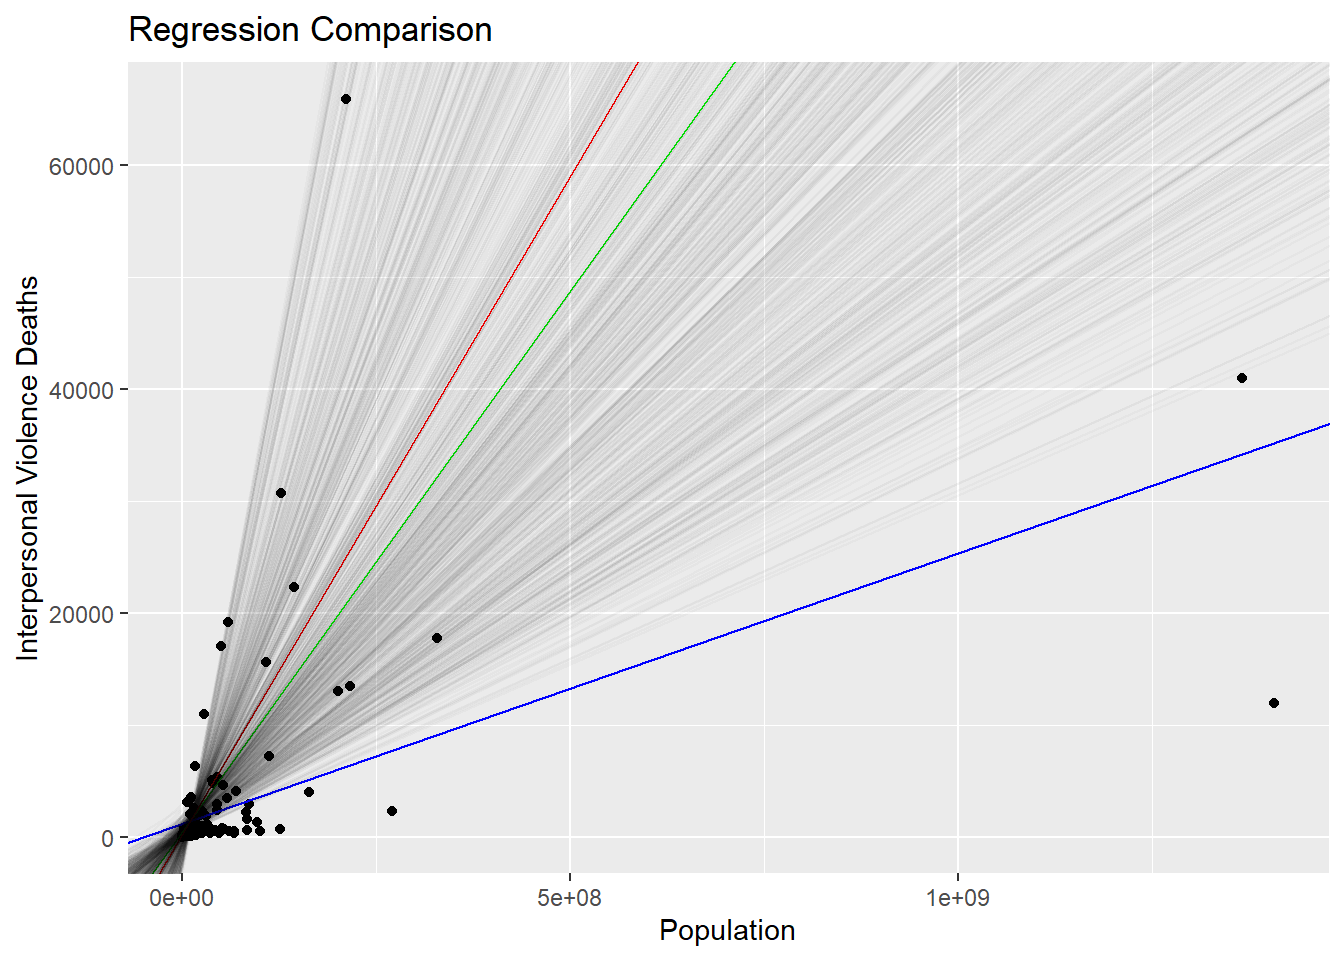 Regression Comparison
Interpersonal Violence Deaths
60000
40000
20000
0
0e+00
5e+08
1e+09
Population